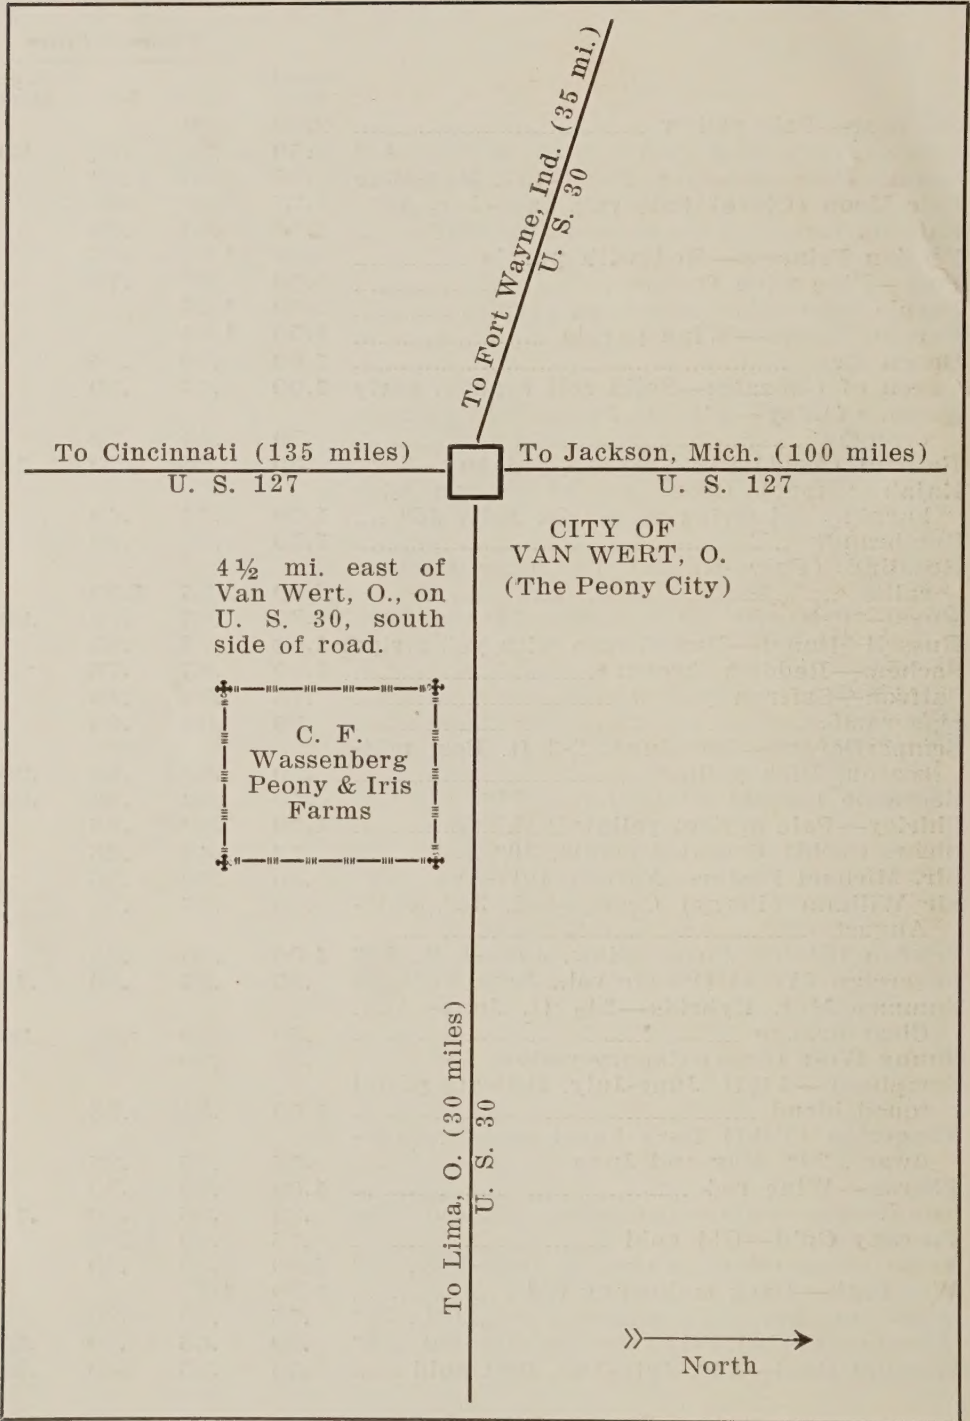 To Fort Wayne, Ind. (35 mi.)
U. S. 30
To Cincinnati (135 miles)
U. S. 127
To Jackson, Mich. (100 miles)
U. S. 127
CITY OF
VAN WERT, O.
(The Peony City)
4½ mi. east of
Van Wert, O., on
U. S. 30, south
side of road.
C. F.
Wassenberg
Peony & Iris
Farms
To Lima, O. (30 miles)
U. S. 30
North